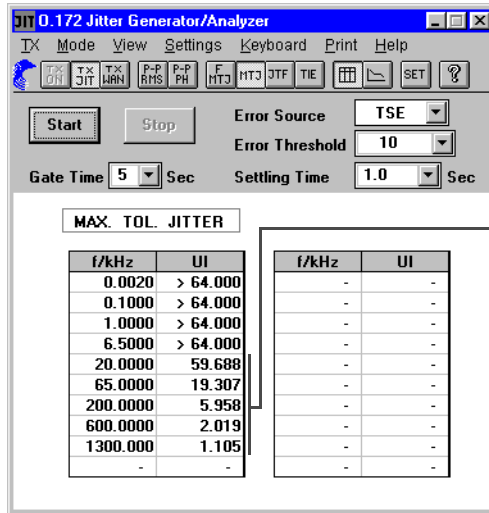 JIT O.172 Jitter Generator/Analyzer
TX Mode View Settings Keyboard Print Help
TX ON TX JIT TX WAN P-P RMS P-P PH F MTJ MTJ JTF TIE SET ?
Start Stop Error Source TSE
Error Threshold 10
Gate Time 5 Sec Settling Time 1.0 Sec
MAX. TOL. JITTER
f/kHz UI f/kHz UI
0.0020 > 64.000 - -
0.1000 > 64.000 - -
1.0000 > 64.000 - -
6.5000 > 64.000 - -
20.0000 59.688 - -
65.0000 19.307 - -
200.0000 5.958 - -
600.0000 2.019 - -
1300.000 1.105 - -
- - - -